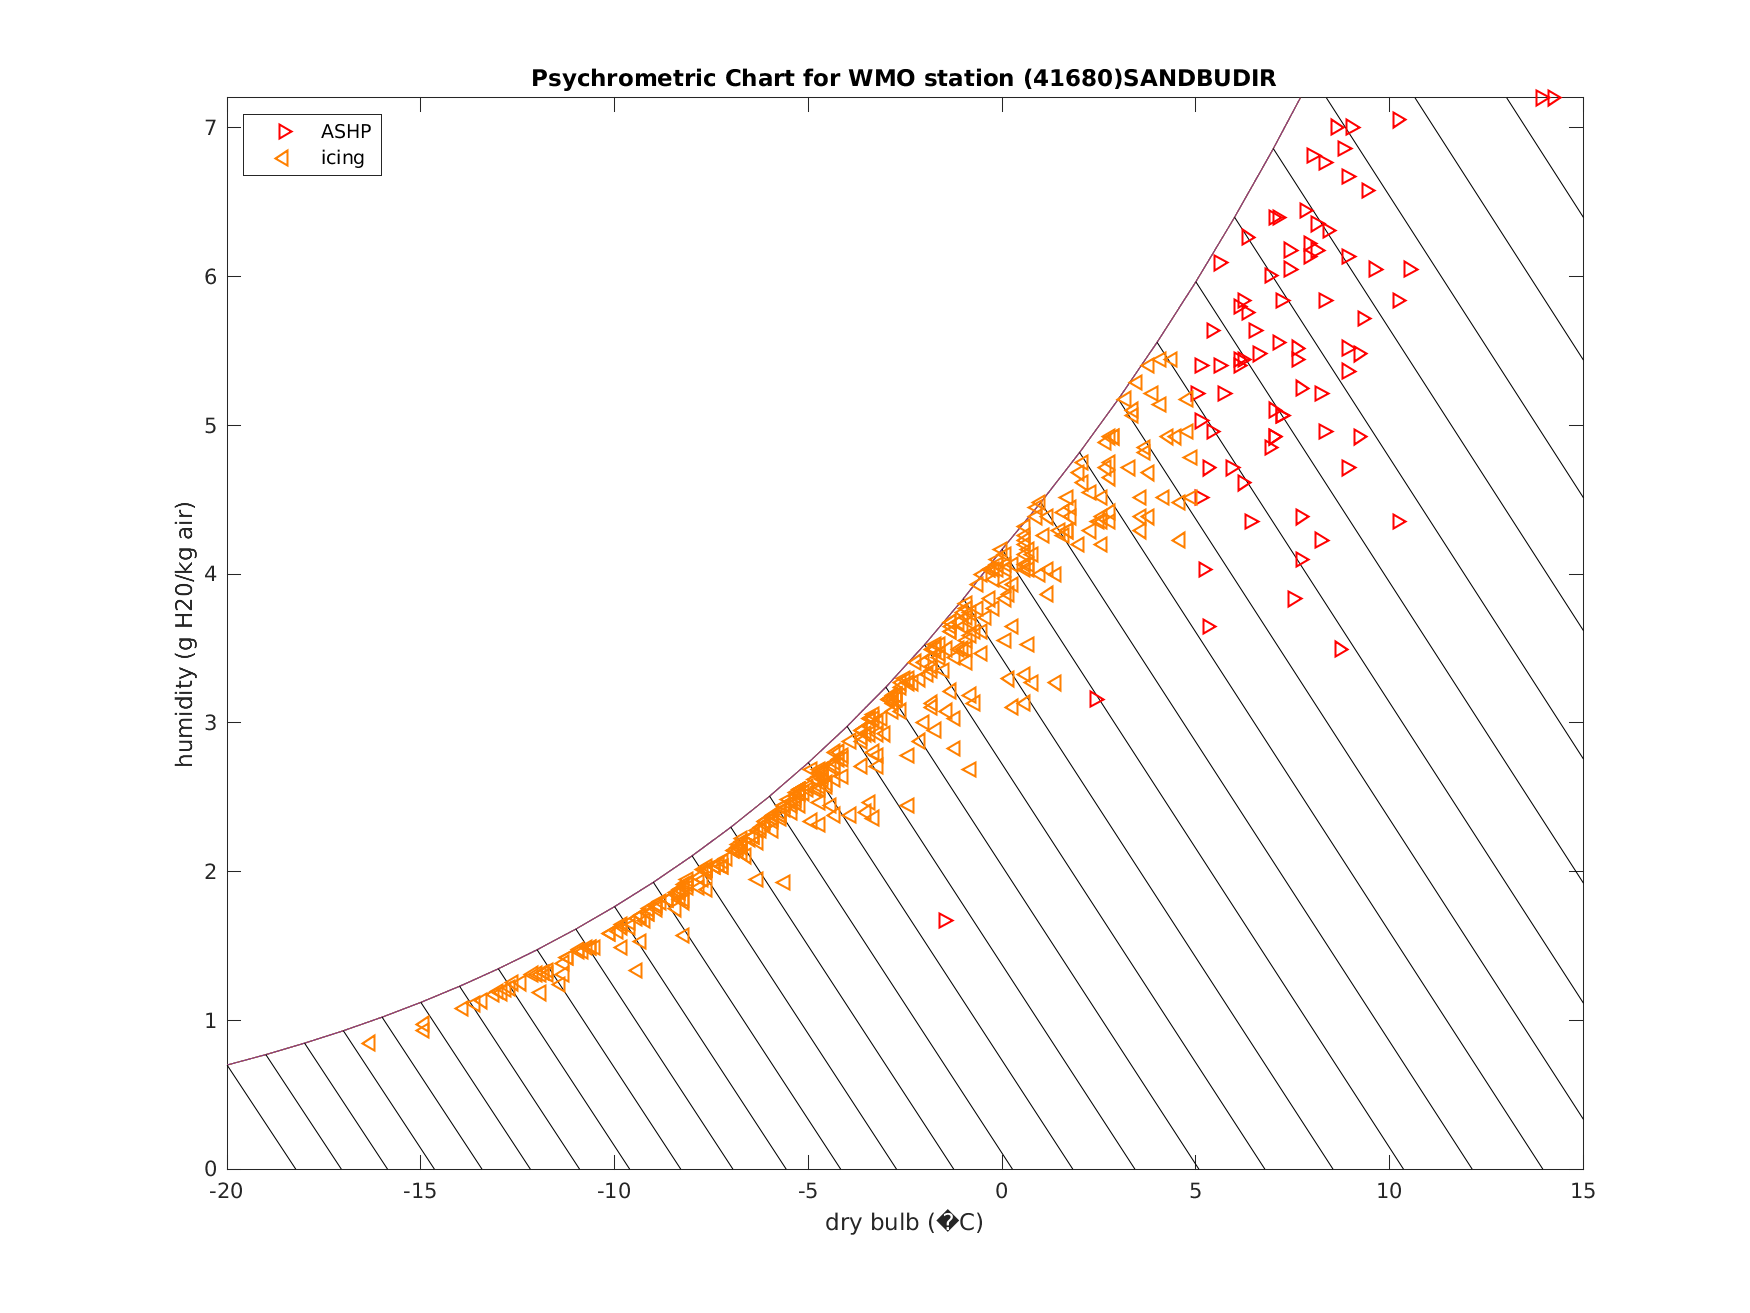 Psychrometric Chart for WMO station (41680)SANDBUDIR
ASHP
icing
7
6
5
4
3
2
1
0
humidity (g H20/kg air)
-20 -15 -10 -5 0 5 10 15
dry bulb (�C)